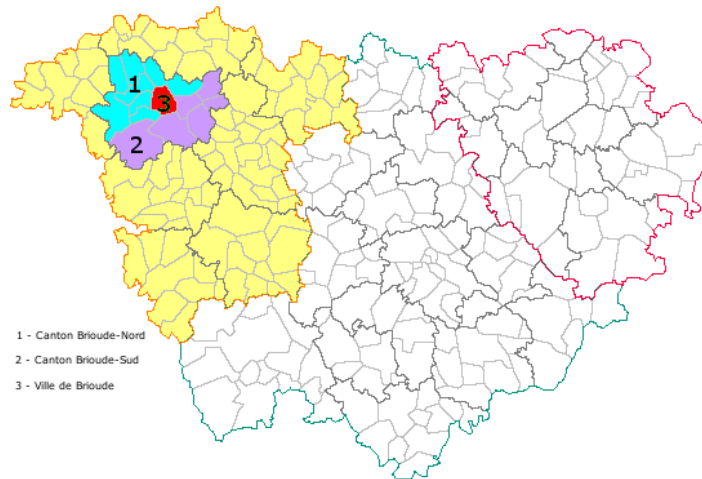 1
3
2
1 - Canton Brioude-Nord
2 - Canton Brioude-Sud
3 - Ville de Brioude